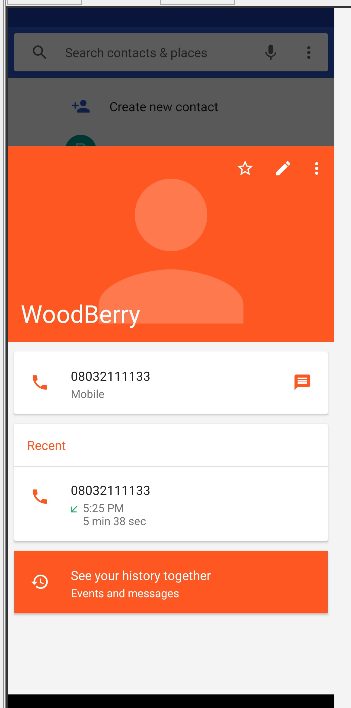 Search contacts & places
Create new contact
WoodBerry
08032111133
Mobile
Recent
08032111133
5:25 PM
5 min 38 sec
See your history together
Events and messages